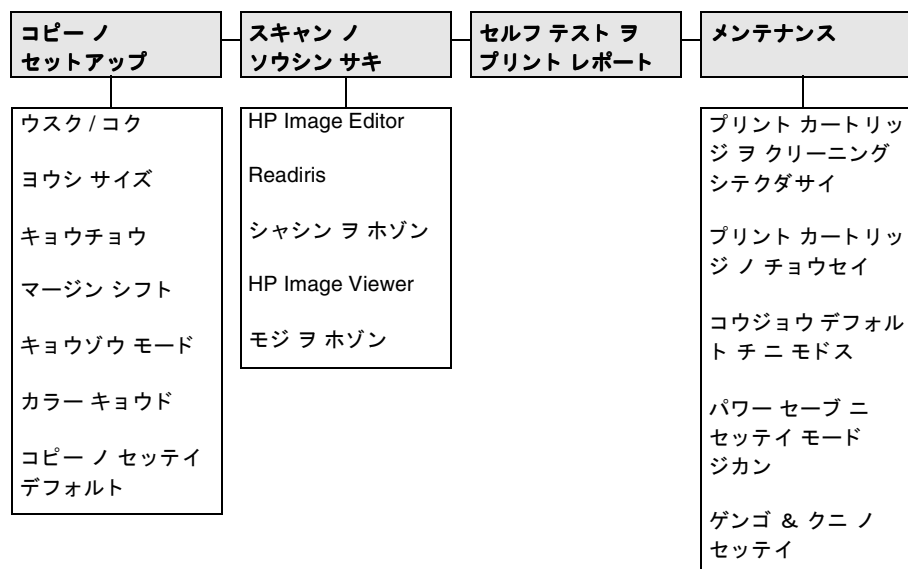 コピー ノ
セットアップ
スキャン ノ
ソウシン サキ
セルフ テスト ヲ
プリント レポート
メンテナンス
ウスク / コク
ヨウシ サイズ
キョウチョウ
マージン シフト
キョウゾウ モード
カラー キョウド
コピー ノ セッテイ
デフォルト
HP Image Editor
Readiris
シャシン ヲ ホゾン
HP Image Viewer
モジ ヲ ホゾン
プリント カートリッ
ジ ヲ クリーニング
シテクダサイ
プリント カートリッ
ジ ノ チョウセイ
コウジョウ デフォル
ト チ ニ モドス
パワー セーブ ニ
セッテイ モード
ジカン
ゲンゴ & クニ ノ
セッテイ